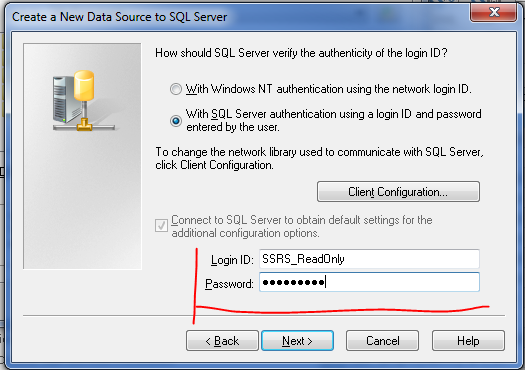 Create a New Data Source to SQL Server
How should SQL Server verify the authenticity of the login ID?
With Windows NT authentication using the network login ID.
With SQL Server authentication using a login ID and password
entered by the user.
To change the network library used to communicate with SQL Server,
click Client Configuration.
Client Configuration...
Connect to SQL Server to obtain default settings for the
additional configuration options.
Login ID: SSRS_ReadOnly
Password: ●●●●●●●●●
< Back Next > Cancel Help